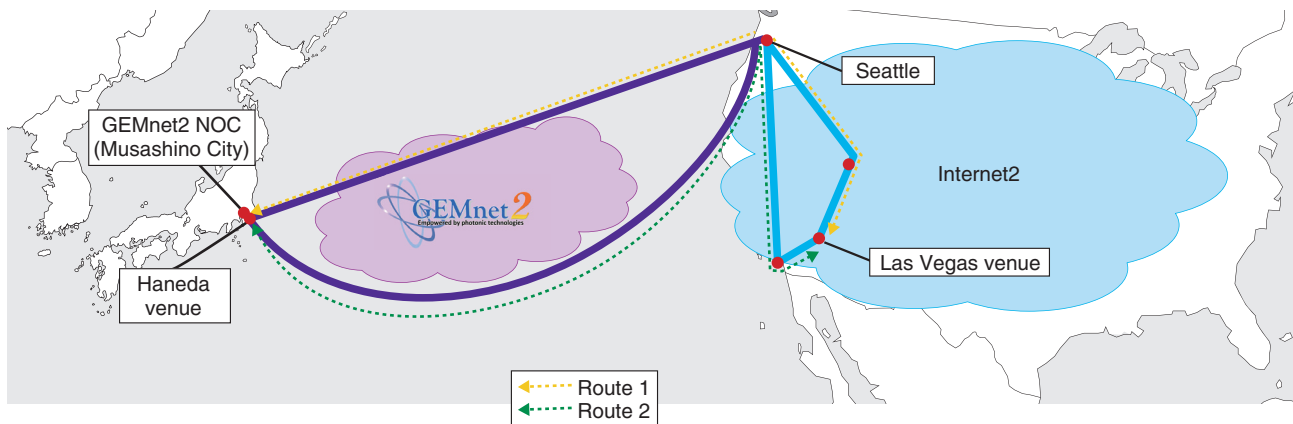 Seattle
GEMnet2 NOC
(Musashino City)
Internet2
GEMnet2
Empowered by photonic technologies
Las Vegas venue
Haneda
venue
Route 1
Route 2